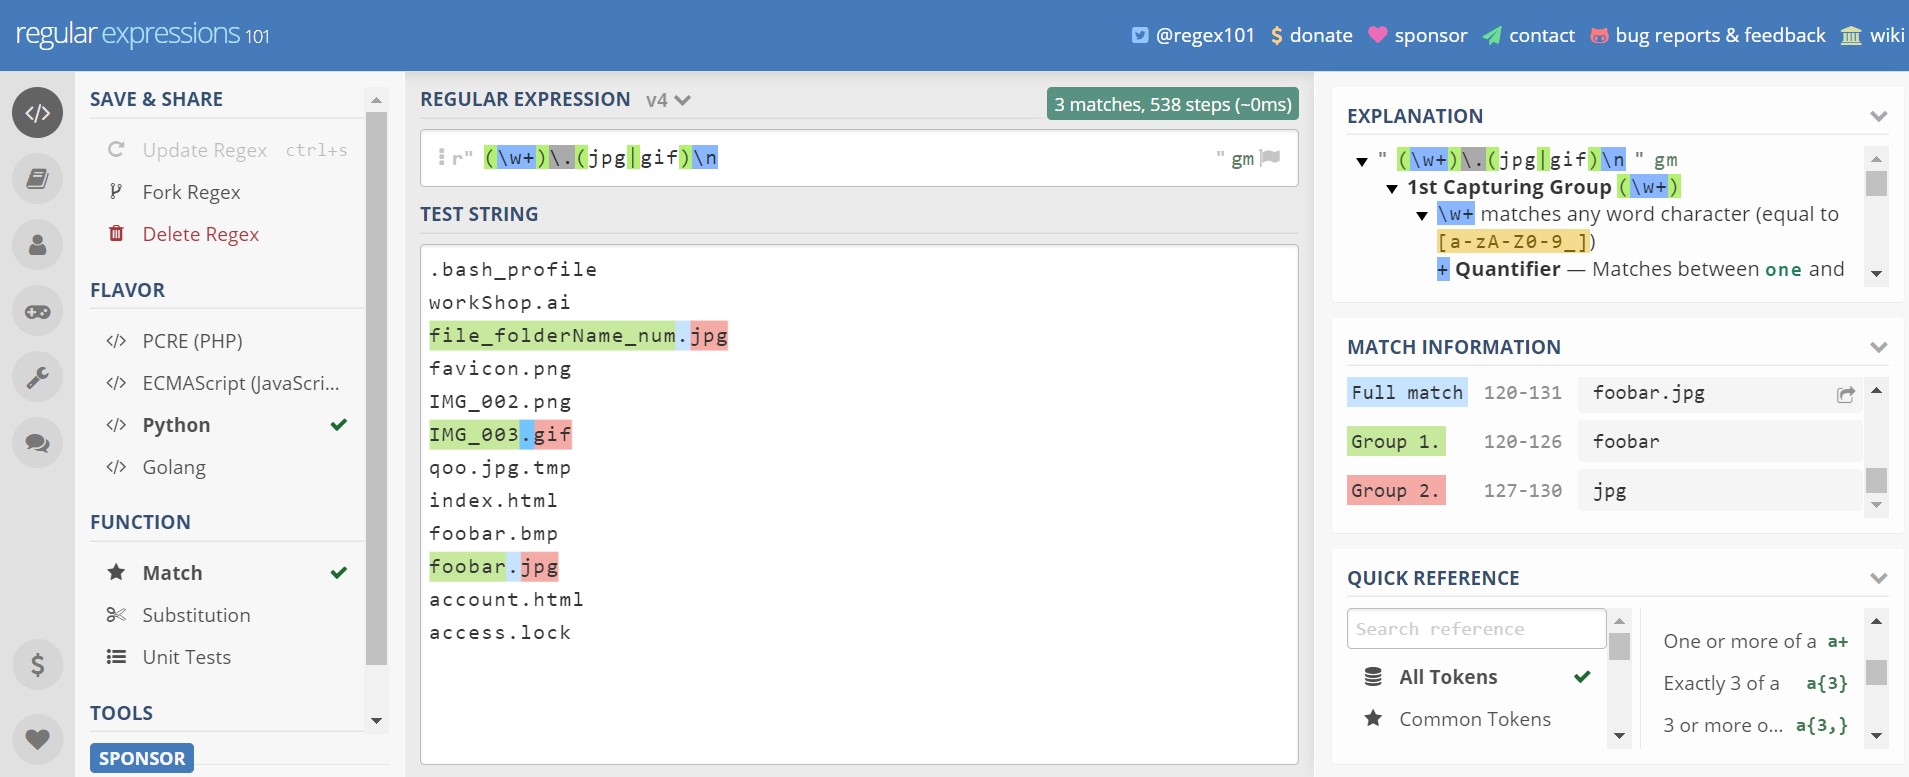 regular expressions 101
@regex101 $ donate sponsor contact bug reports & feedback wiki
SAVE & SHARE
Update Regex ctrl+s
Fork Regex
Delete Regex
FLAVOR
</> PCRE (PHP)
</> ECMAScript (JavaScri...
</> Python
</> Golang
FUNCTION
Match
Substitution
Unit Tests
TOOLS
SPONSOR
REGULAR EXPRESSION v4
3 matches, 538 steps (~0ms)
r" (\w+)\.(jpg|gif)\n " gm
TEST STRING
.bash_profile
workShop.ai
file_folderName_num.jpg
favicon.png
IMG_002.png
IMG_003.gif
qoo.jpg.tmp
index.html
foobar.bmp
foobar.jpg
account.html
access.lock
EXPLANATION
" (\w+)\.(jpg|gif)\n " gm
1st Capturing Group (\w+)
\w+ matches any word character (equal to
[a-zA-Z0-9_])
+ Quantifier — Matches between one and
MATCH INFORMATION
Full match 120-131 foobar.jpg
Group 1. 120-126 foobar
Group 2. 127-130 jpg
QUICK REFERENCE
Search reference
All Tokens
Common Tokens
One or more of a a+
Exactly 3 of a a{3}
3 or more o... a{3,}